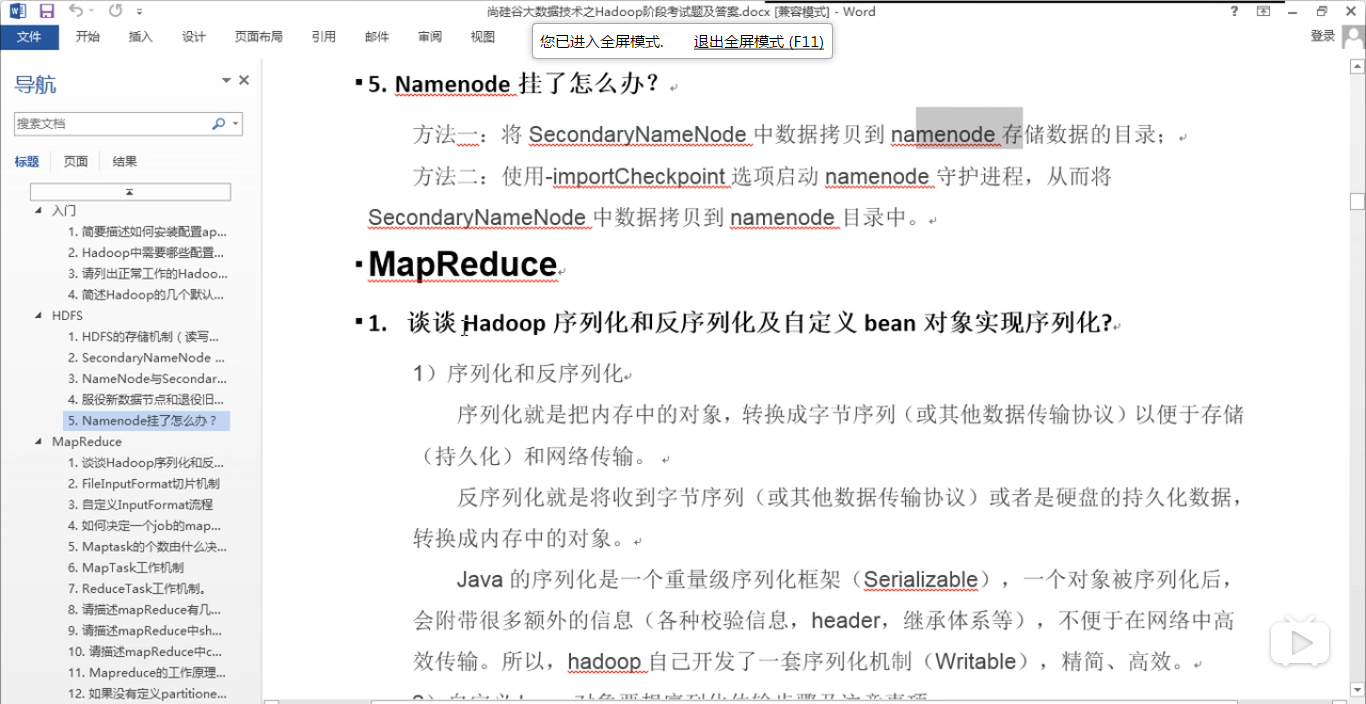 尚硅谷大数据技术之Hadoop阶段考试题及答案.docx [兼容模式] - Word
文件 开始 插入 设计 页面布局 引用 邮件 审阅 视图 登录
您已进入全屏模式. 退出全屏模式 (F11)
导航
搜索文档
标题 页面 结果
入门
1. 简要描述如何安装配置ap...
2. Hadoop中需要哪些配置...
3. 请列出正常工作的Hadoo...
4. 简述Hadoop的几个默认...
HDFS
1. HDFS的存储机制（读写...
2. SecondaryNameNode ...
3. NameNode与Secondar...
4. 服役新数据节点和退役旧...
5. Namenode挂了怎么办？
MapReduce
1. 谈谈Hadoop序列化和反...
2. FileInputFormat切片机制
3. 自定义InputFormat流程
4. 如何决定一个job的map...
5. Maptask的个数由什么决...
6. MapTask工作机制
7. ReduceTask工作机制。
8. 请描述mapReduce有几...
9. 请描述mapReduce中sh...
10. 请描述mapReduce中c...
11. Mapreduce的工作原理...
12. 如果没有定义partitione...
5. Namenode 挂了怎么办？
方法一：将 SecondaryNameNode 中数据拷贝到 namenode 存储数据的目录；
方法二：使用-importCheckpoint 选项启动 namenode 守护进程，从而将
SecondaryNameNode 中数据拷贝到 namenode 目录中。
MapReduce
1. 谈谈 Hadoop 序列化和反序列化及自定义 bean 对象实现序列化?
1）序列化和反序列化
序列化就是把内存中的对象，转换成字节序列（或其他数据传输协议）以便于存储
（持久化）和网络传输。
反序列化就是将收到字节序列（或其他数据传输协议）或者是硬盘的持久化数据，
转换成内存中的对象。
Java 的序列化是一个重量级序列化框架（Serializable），一个对象被序列化后，
会附带很多额外的信息（各种校验信息，header，继承体系等），不便于在网络中高
效传输。所以，hadoop 自己开发了一套序列化机制（Writable），精简、高效。